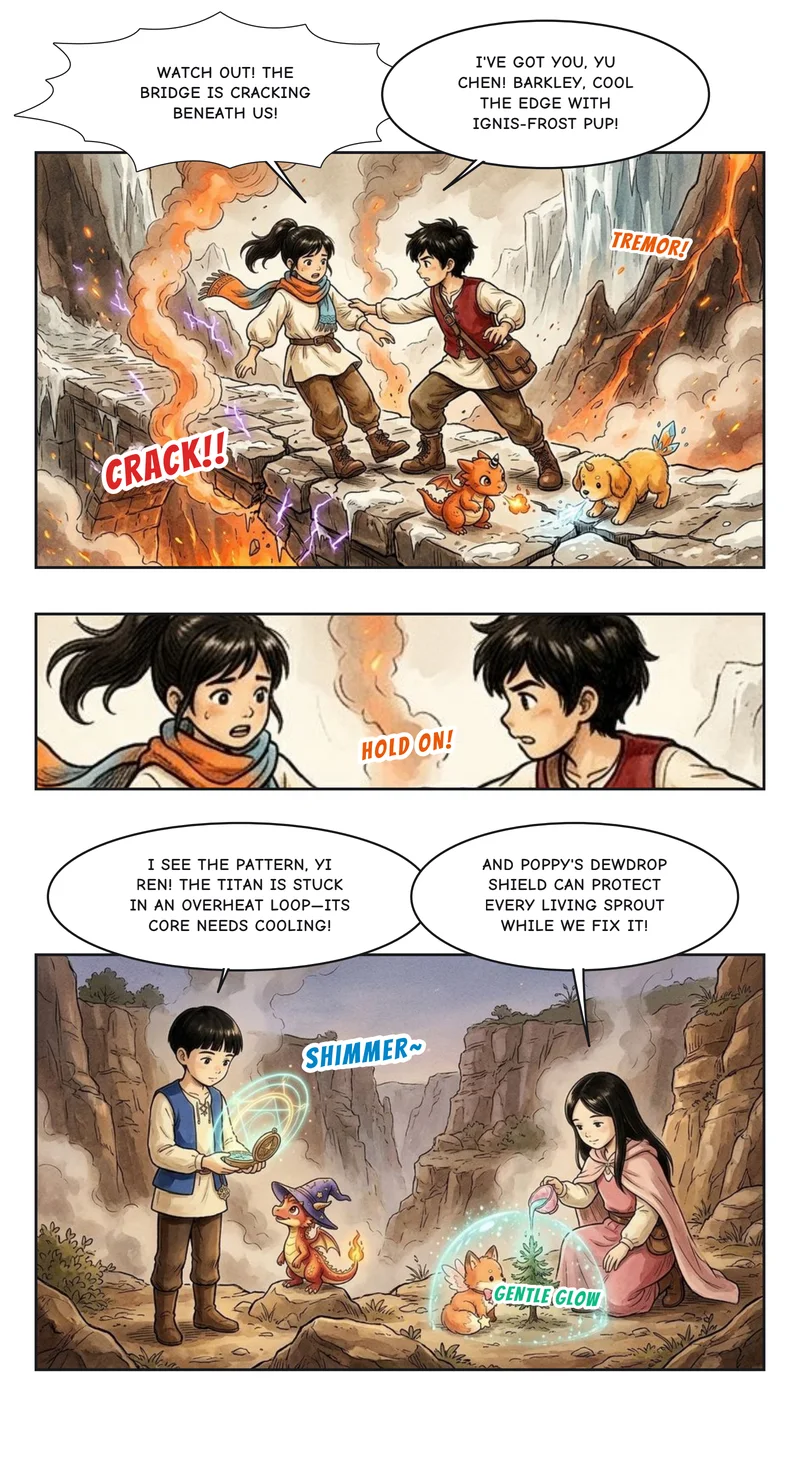 WATCH OUT! THE
BRIDGE IS CRACKING
BENEATH US!
I'VE GOT YOU, YU
CHEN! BARKLEY, COOL
THE EDGE WITH
IGNIS-FROST PUP!
TREMOR!
CRACK!!
HOLD ON!
I SEE THE PATTERN, YI
REN! THE TITAN IS STUCK
IN AN OVERHEAT LOOP—ITS
CORE NEEDS COOLING!
AND POPPY'S DEWDROP
SHIELD CAN PROTECT
EVERY LIVING SPROUT
WHILE WE FIX IT!
SHIMMER~
GENTLE GLOW